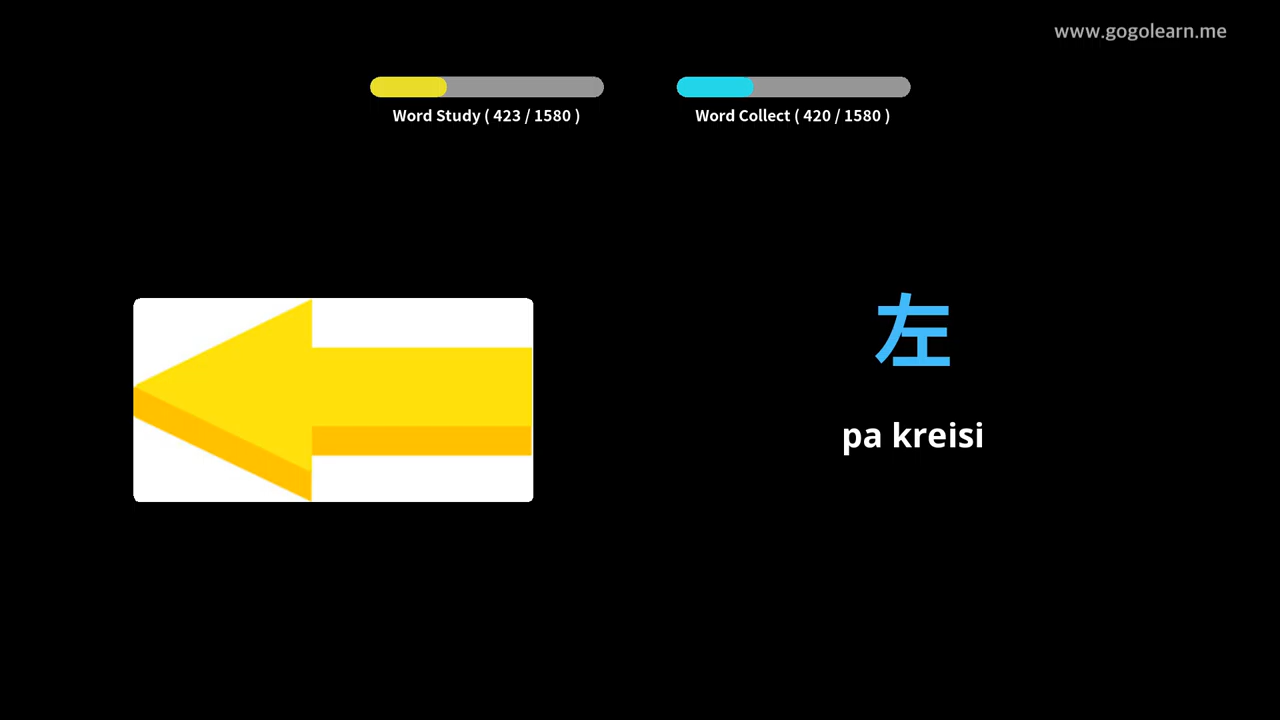 www.gogolearn.me
Word Study ( 423 / 1580 )
Word Collect ( 420 / 1580 )
左
pa kreisi